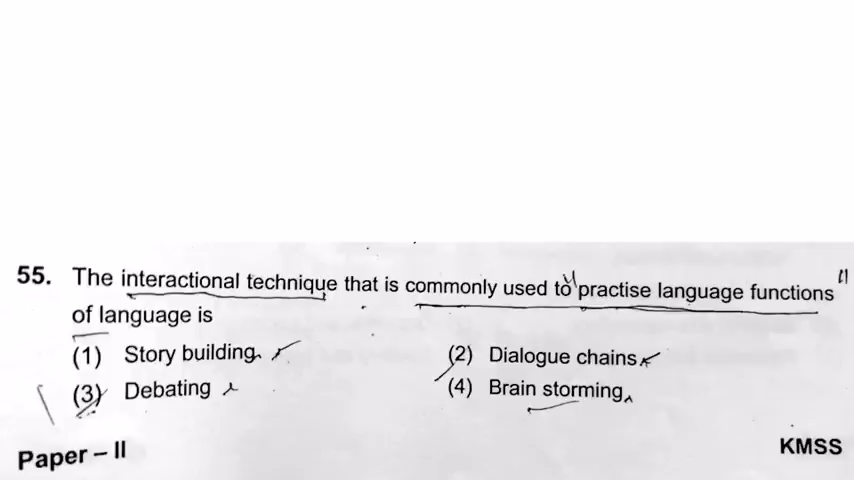 55. The interactional technique that is commonly used to practise language functions
of language is
(1) Story building (2) Dialogue chains
(3) Debating (4) Brain storming
Paper – II KMSS